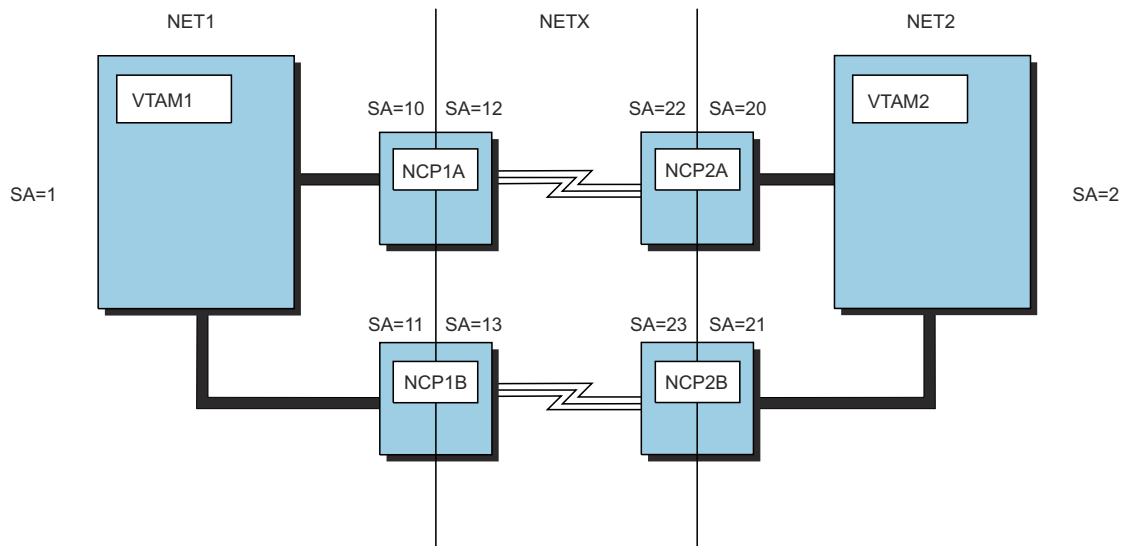 NET1
NETX
NET2
VTAM1
VTAM2
SA=10
SA=12
SA=22
SA=20
NCP1A
NCP2A
SA=1
SA=2
SA=11
SA=13
SA=23
SA=21
NCP1B
NCP2B